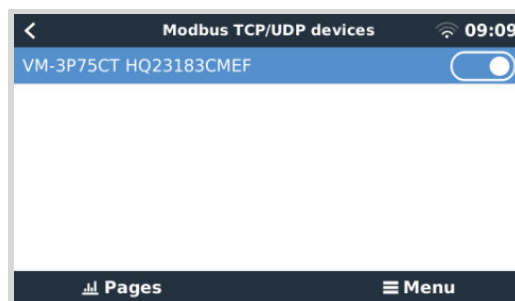 Modbus TCP/UDP devices 09:09
VM-3P75CT HQ23183CMEF
Pages Menu